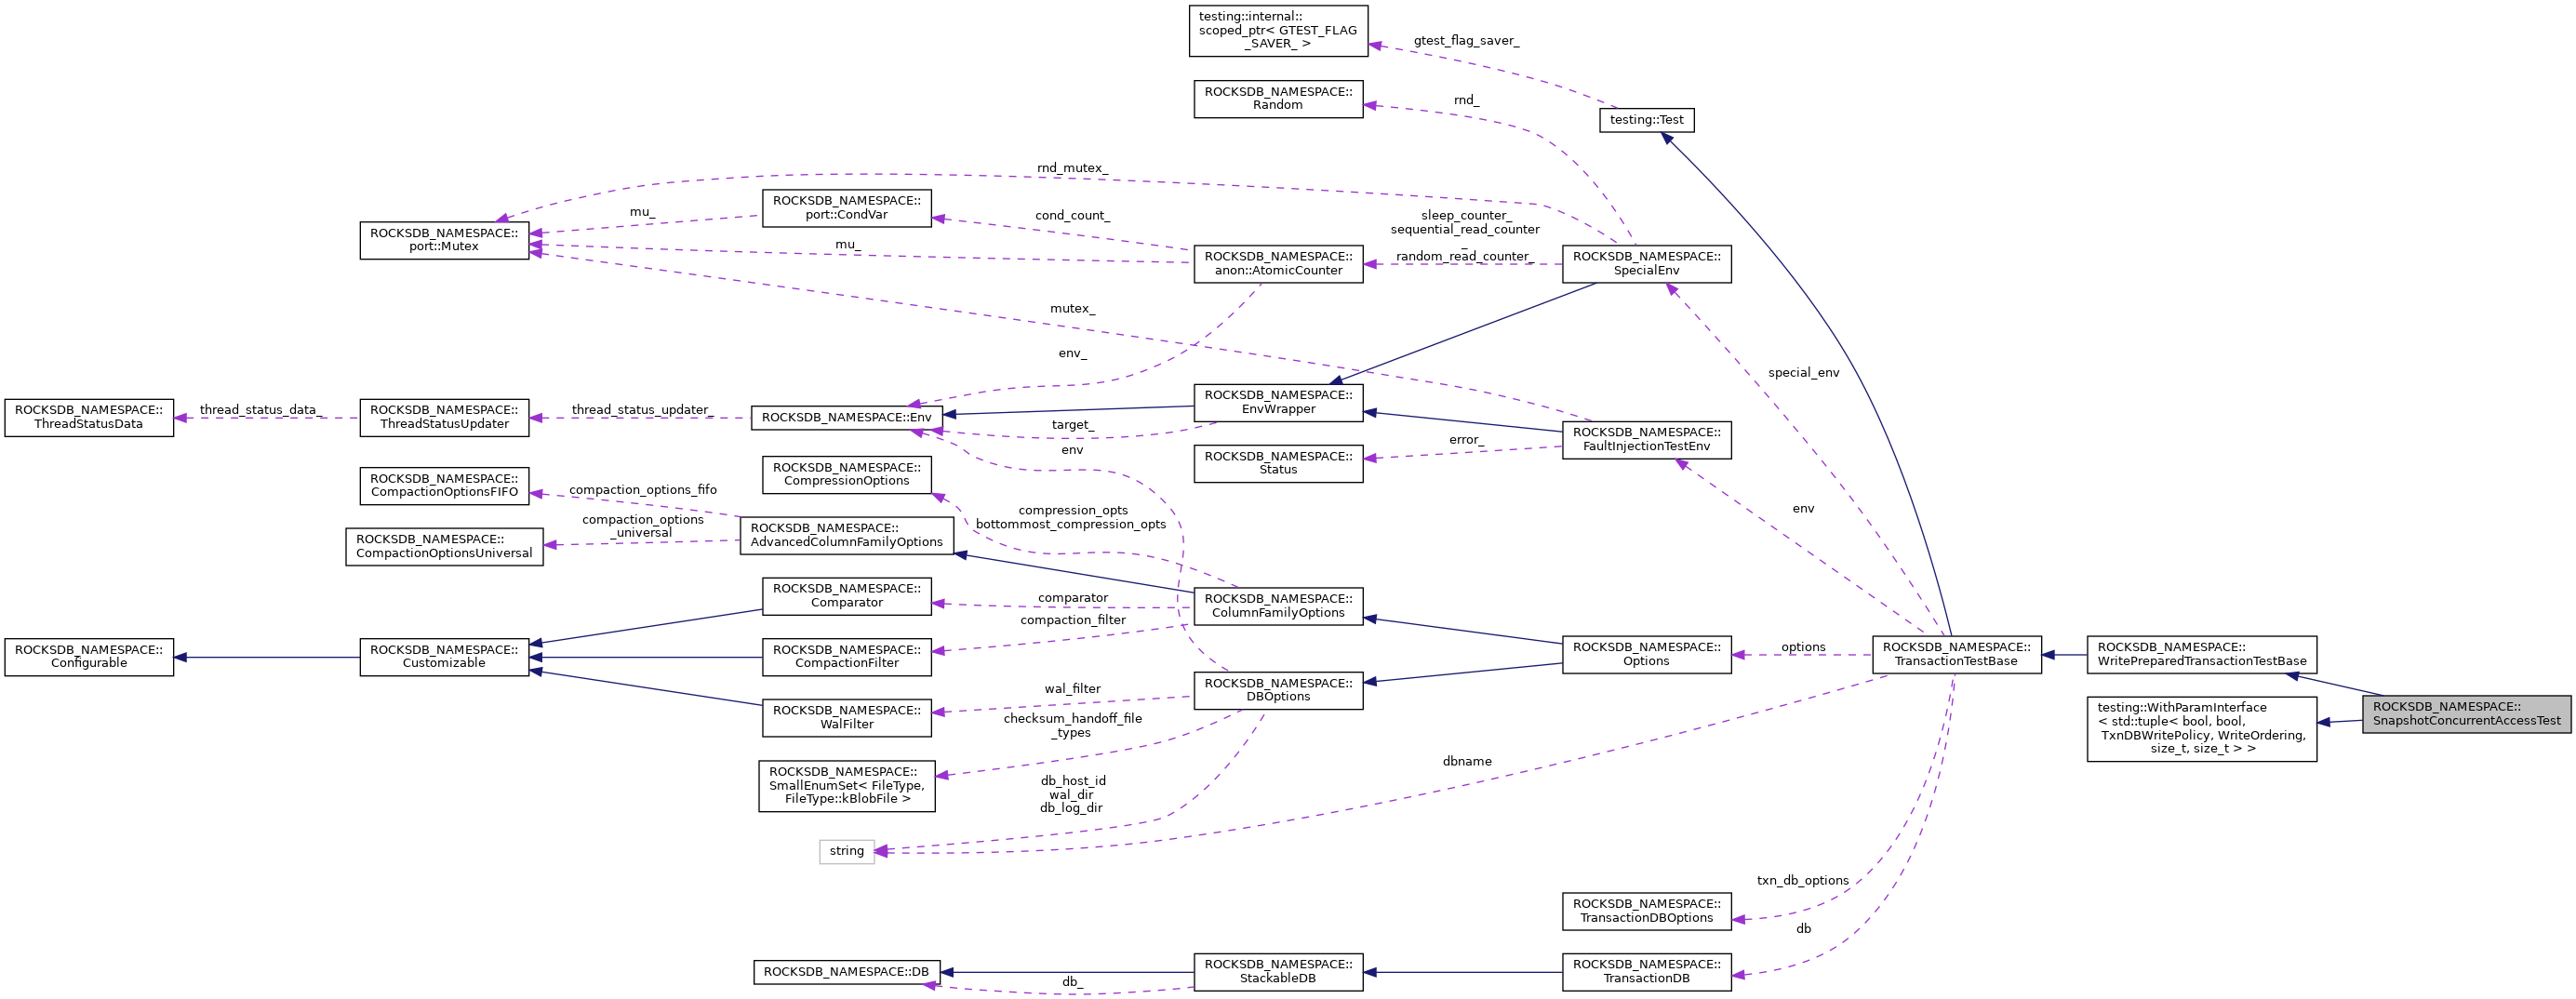 testing::internal::
scoped_ptr< GTEST_FLAG
_SAVER_ >
gtest_flag_saver_
ROCKSDB_NAMESPACE::
Random
rnd_
testing::Test
rnd_mutex_
ROCKSDB_NAMESPACE::
port::CondVar
mu_
cond_count_
sleep_counter_
sequential_read_counter
_
random_read_counter_
ROCKSDB_NAMESPACE::
port::Mutex
mu_
ROCKSDB_NAMESPACE::
anon::AtomicCounter
ROCKSDB_NAMESPACE::
SpecialEnv
mutex_
env_
special_env
ROCKSDB_NAMESPACE::
ThreadStatusData
thread_status_data_
ROCKSDB_NAMESPACE::
ThreadStatusUpdater
thread_status_updater_
ROCKSDB_NAMESPACE::Env
target_
ROCKSDB_NAMESPACE::
EnvWrapper
ROCKSDB_NAMESPACE::
FaultInjectionTestEnv
error_
env
ROCKSDB_NAMESPACE::
Status
ROCKSDB_NAMESPACE::
CompressionOptions
ROCKSDB_NAMESPACE::
CompactionOptionsFIFO
compaction_options_fifo
compression_opts
bottommost_compression_opts
env
compaction_options
_universal
ROCKSDB_NAMESPACE::
AdvancedColumnFamilyOptions
ROCKSDB_NAMESPACE::
CompactionOptionsUniversal
ROCKSDB_NAMESPACE::
Comparator
comparator
ROCKSDB_NAMESPACE::
ColumnFamilyOptions
compaction_filter
ROCKSDB_NAMESPACE::
Configurable
ROCKSDB_NAMESPACE::
Customizable
ROCKSDB_NAMESPACE::
CompactionFilter
ROCKSDB_NAMESPACE::
Options
options
ROCKSDB_NAMESPACE::
TransactionTestBase
ROCKSDB_NAMESPACE::
WritePreparedTransactionTestBase
wal_filter
ROCKSDB_NAMESPACE::
DBOptions
ROCKSDB_NAMESPACE::
WalFilter
checksum_handoff_file
_types
testing::WithParamInterface
< std::tuple< bool, bool,
TxnDBWritePolicy, WriteOrdering,
size_t, size_t > >
ROCKSDB_NAMESPACE::
SnapshotConcurrentAccessTest
ROCKSDB_NAMESPACE::
SmallEnumSet< FileType,
FileType::kBlobFile >
dbname
db_host_id
wal_dir
db_log_dir
string
txn_db_options
ROCKSDB_NAMESPACE::
TransactionDBOptions
db
ROCKSDB_NAMESPACE::DB
db_
ROCKSDB_NAMESPACE::
StackableDB
ROCKSDB_NAMESPACE::
TransactionDB